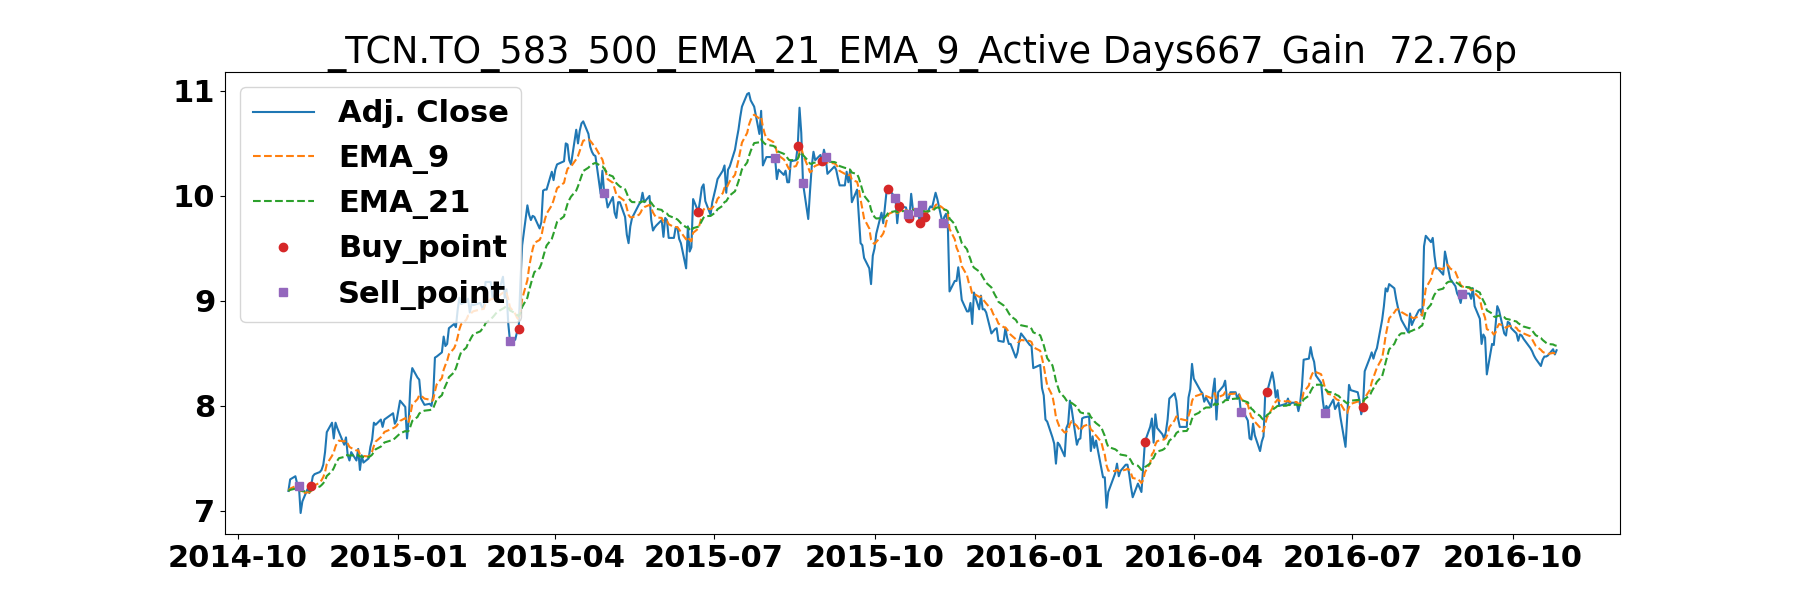 _TCN.TO_583_500_EMA_21_EMA_9_Active Days667_Gain  72.76p
11
10
9
8
7
Adj. Close
EMA_9
EMA_21
Buy_point
Sell_point
2014-10 2015-01 2015-04 2015-07 2015-10 2016-01 2016-04 2016-07 2016-10